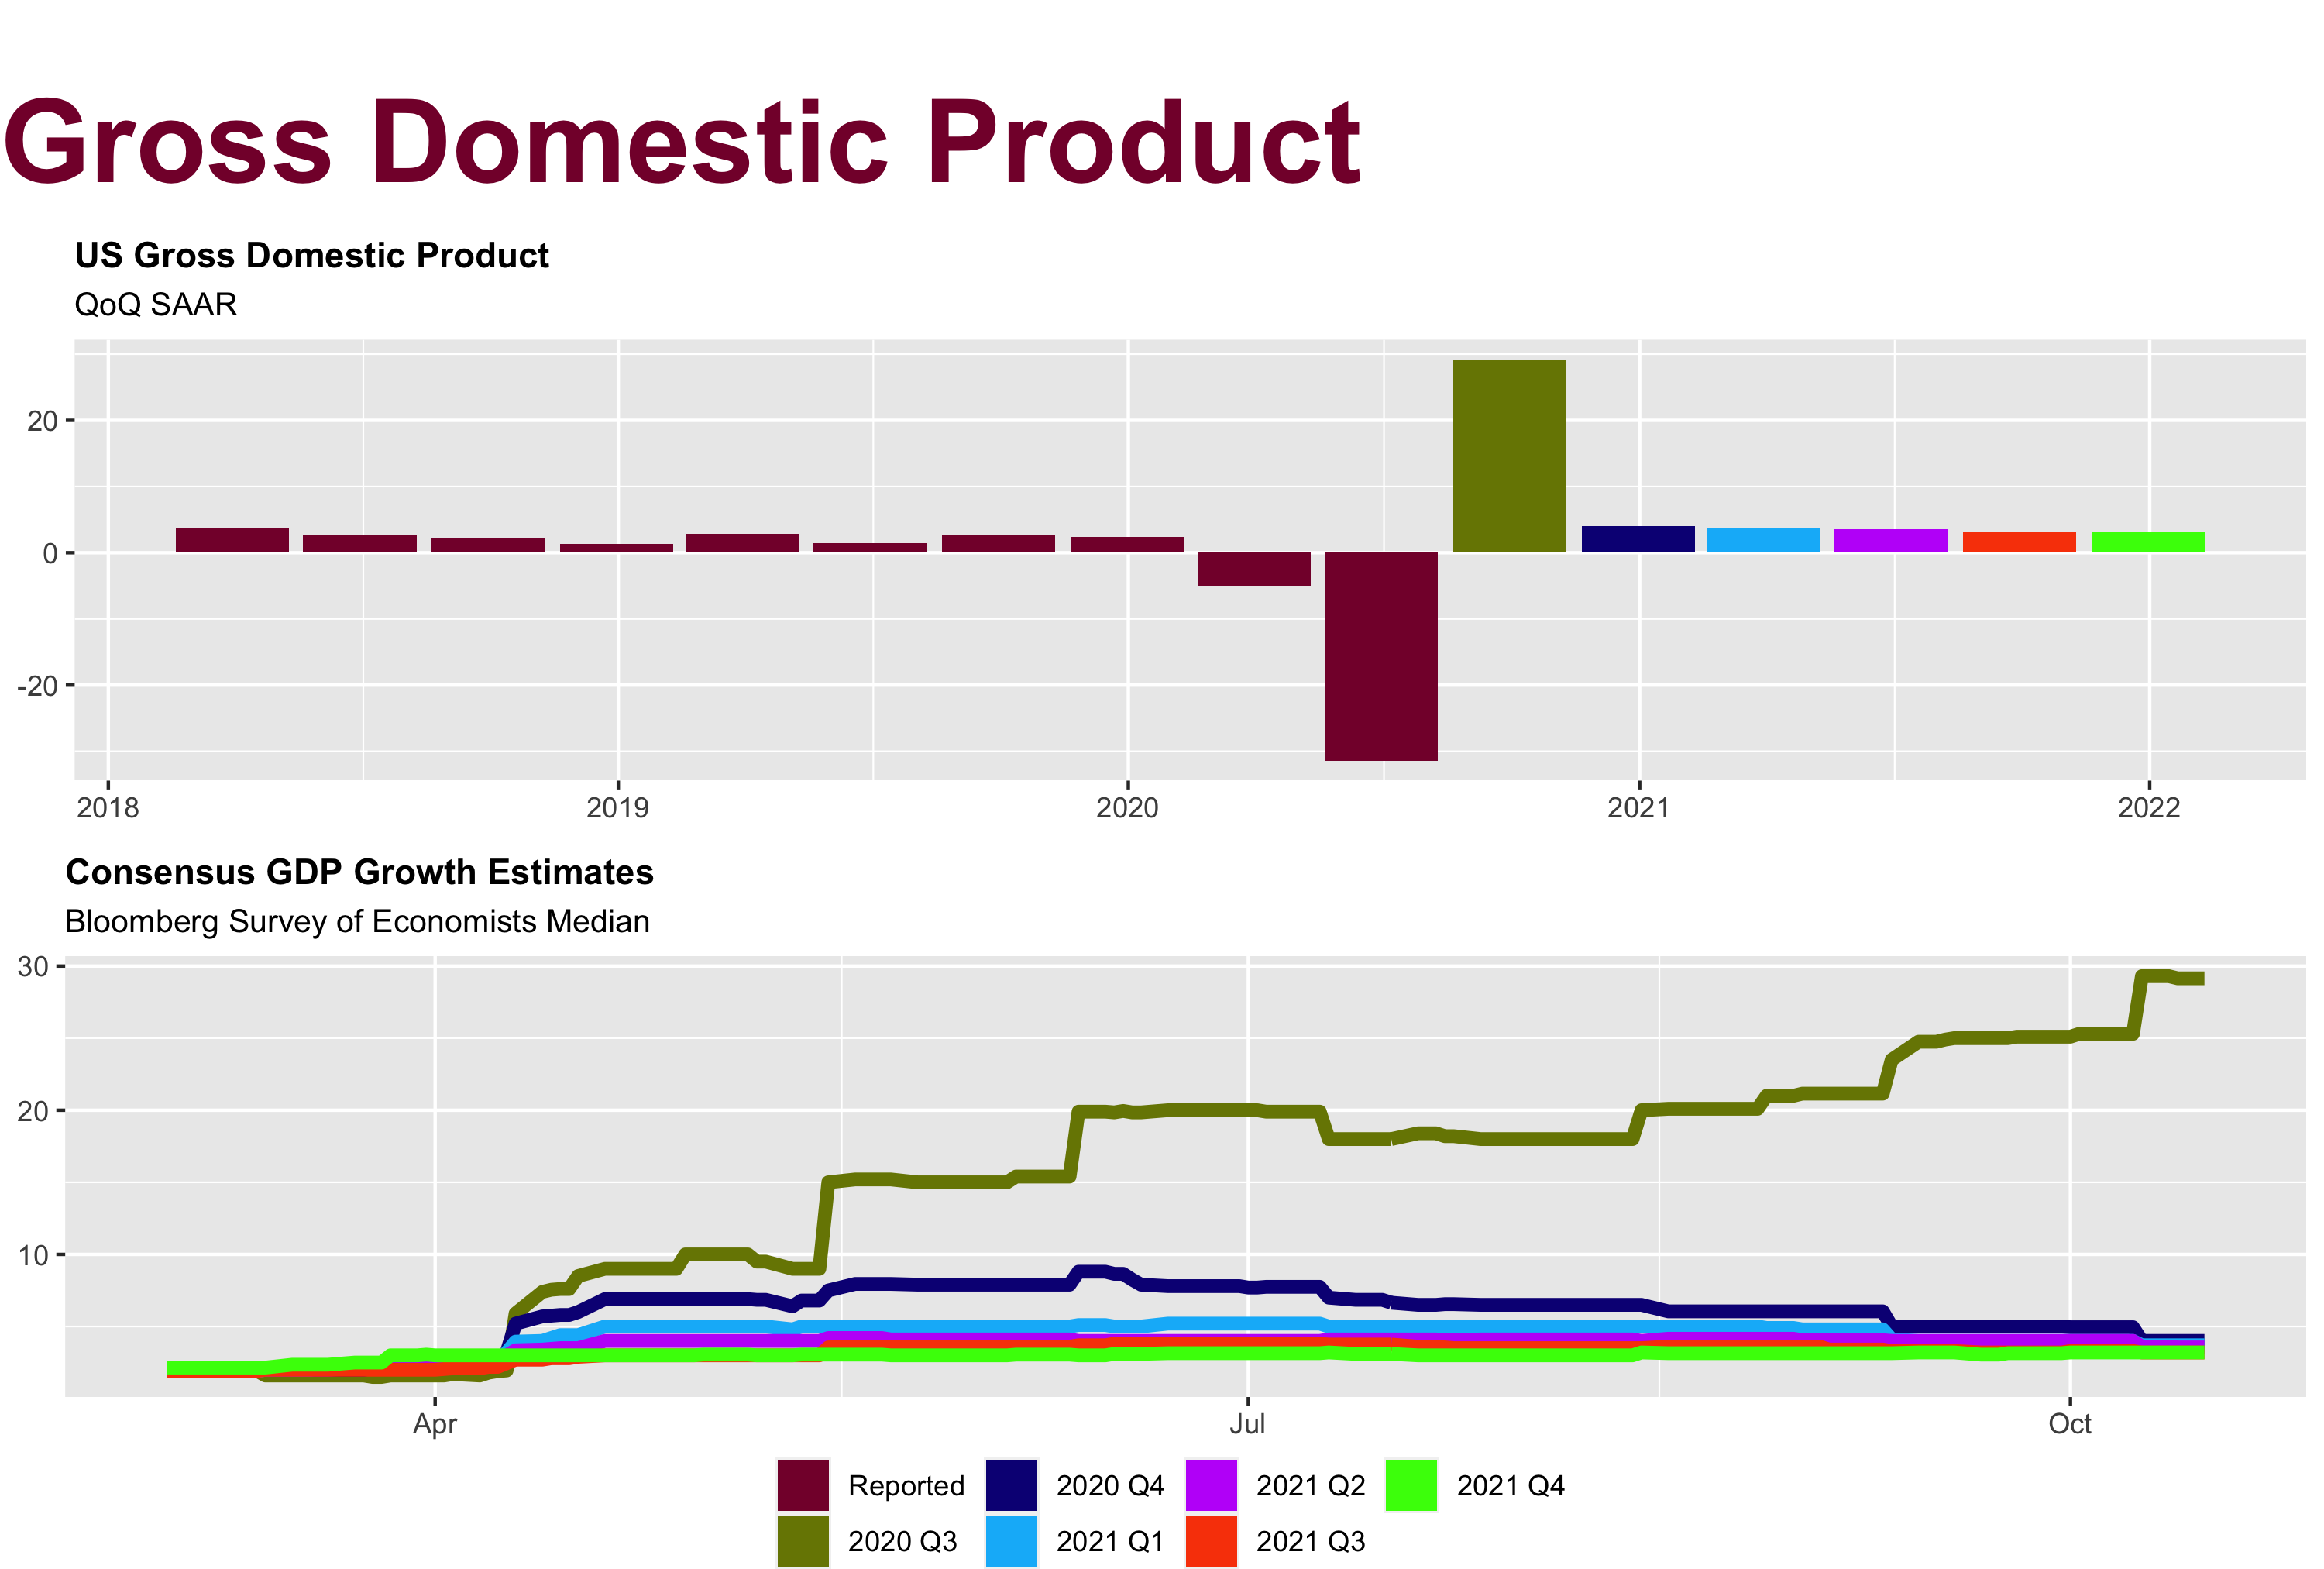 Gross Domestic Product
US Gross Domestic Product
QoQ SAAR
20
0
-20
2018 2019 2020 2021 2022
Consensus GDP Growth Estimates
Bloomberg Survey of Economists Median
30
20
10
Apr Jul Oct
Reported 2020 Q4 2021 Q2 2021 Q4
2020 Q3 2021 Q1 2021 Q3